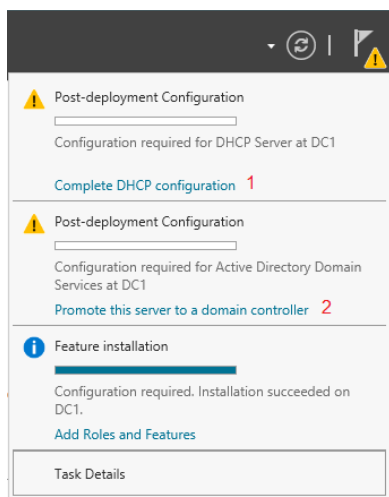 Post-deployment Configuration
Configuration required for DHCP Server at DC1
Complete DHCP configuration 1
Post-deployment Configuration
Configuration required for Active Directory Domain
Services at DC1
Promote this server to a domain controller 2
Feature installation
Configuration required. Installation succeeded on
DC1.
Add Roles and Features
Task Details